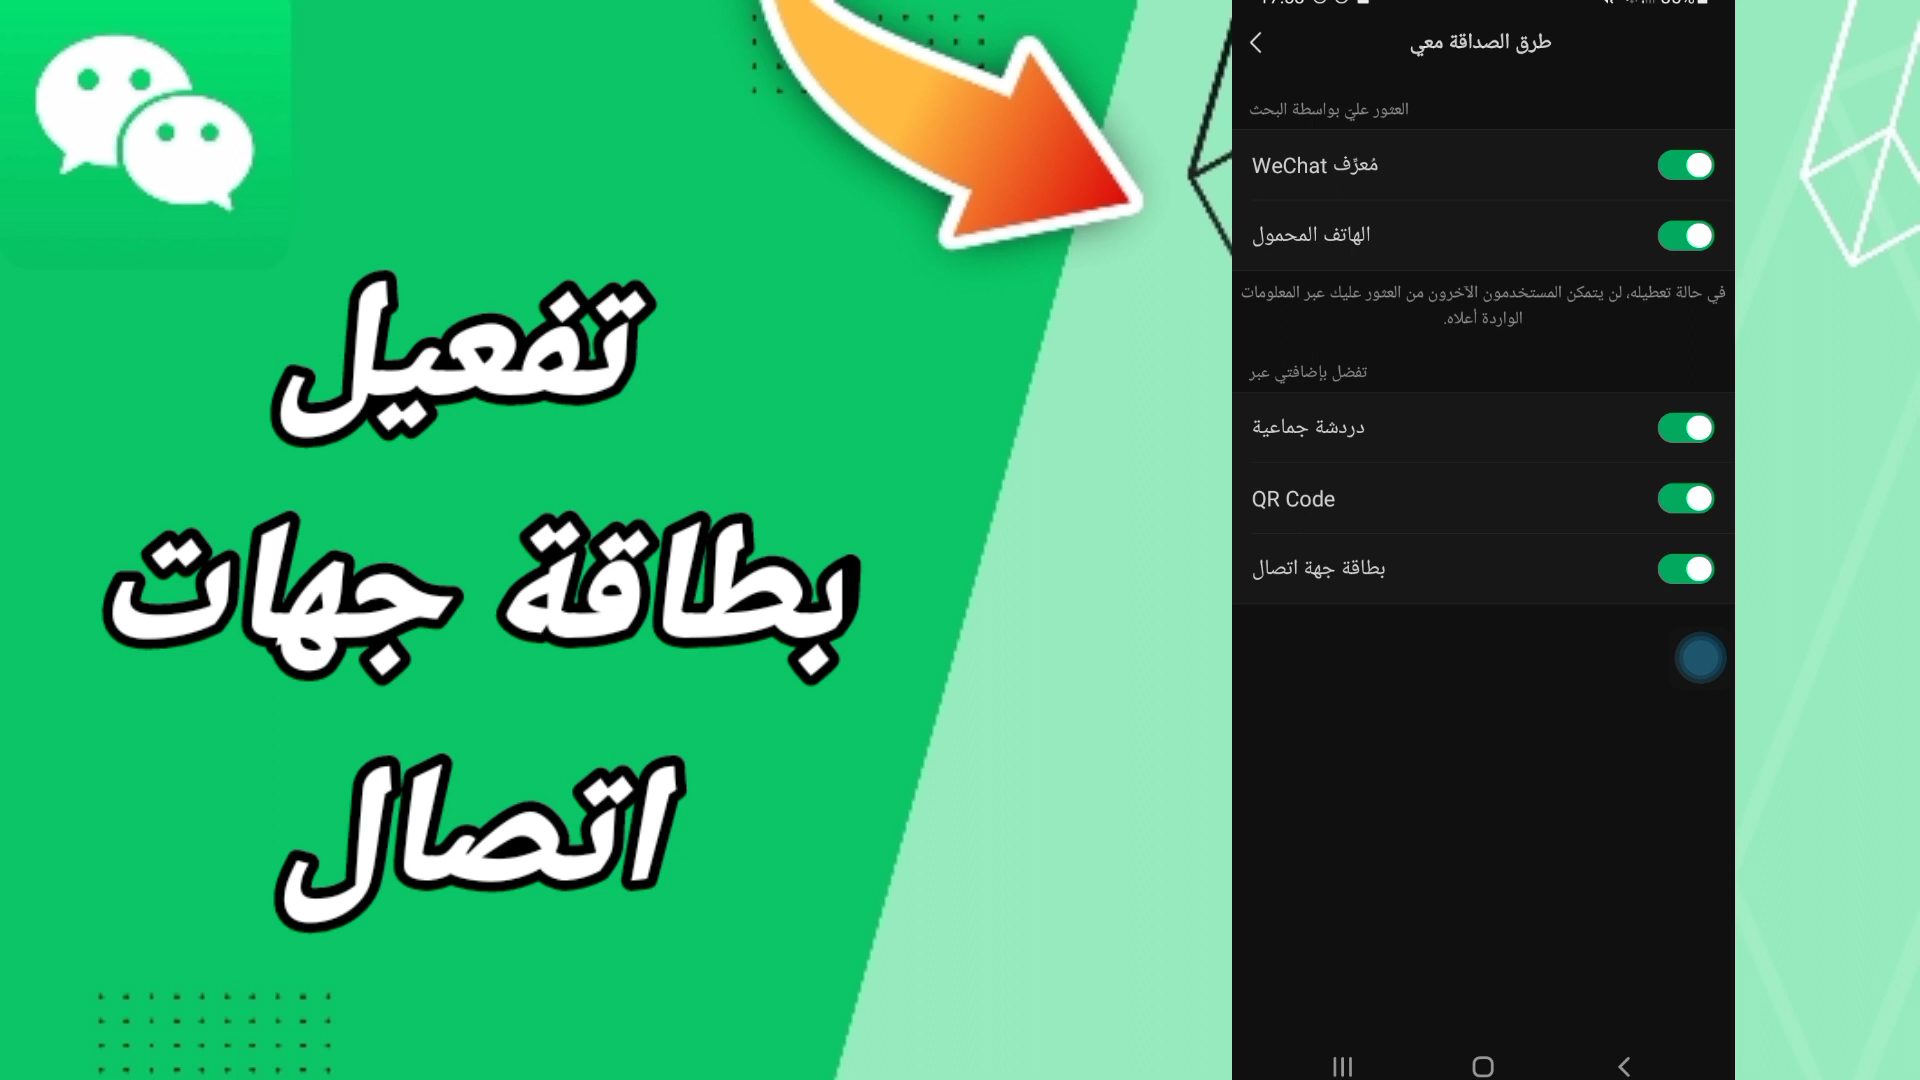 تفعيل
بطاقة جهات
اتصال
طرق الصداقة معي
العثور عليّ بواسطة البحث
مُعرِّف WeChat
الهاتف المحمول
في حالة تعطيله، لن يتمكن المستخدمون الآخرون من العثور عليك عبر المعلومات
الواردة أعلاه.
تفضل بإضافتي عبر
دردشة جماعية
QR Code
بطاقة جهة اتصال